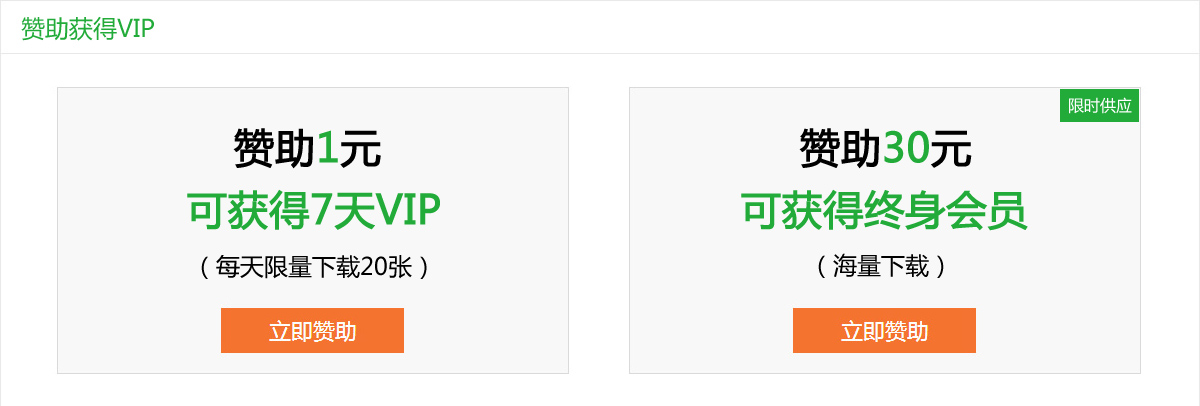 赞助获得VIP
赞助1元
可获得7天VIP
（每天限量下载20张）
立即赞助
限时供应
赞助30元
可获得终身会员
（海量下载）
立即赞助